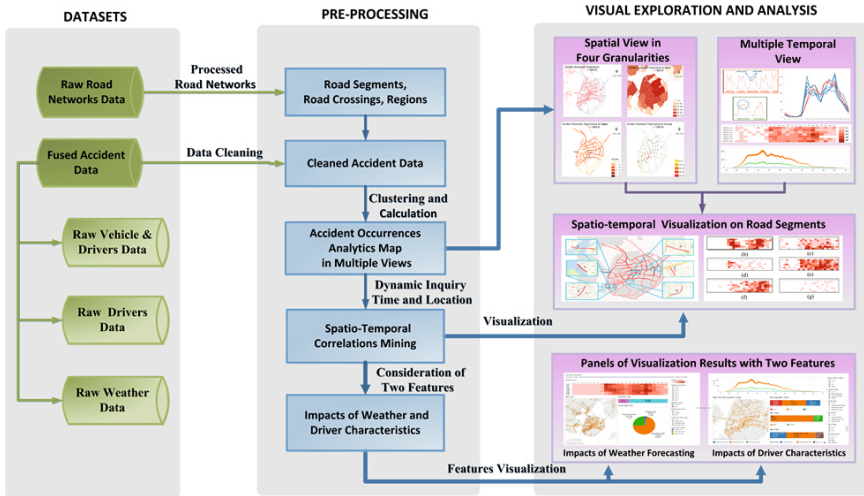 DATASETS
PRE-PROCESSING
VISUAL EXPLORATION AND ANALYSIS
Raw Road
Networks Data
Processed
Road Networks
Road Segments,
Road Crossings, Regions
Fused Accident
Data
Data Cleaning
Cleaned Accident Data
Clustering and
Calculation
Raw Vehicle &
Drivers Data
Accident Occurrences
Analytics Map
in Multiple Views
Dynamic Inquiry
Time and Location
Raw Drivers
Data
Spatio-Temporal
Correlations Mining
Visualization
Consideration of
Two Features
Raw Weather
Data
Impacts of Weather and
Driver Characteristics
Features Visualization
Spatial View in
Four Granularities
Multiple Temporal
View
Spatio-temporal Visualization on Road Segments
(b)
(c)
(d)
(e)
(f)
(g)
Panels of Visualization Results with Two Features
Impacts of Weather Forecasting
Impacts of Driver Characteristics